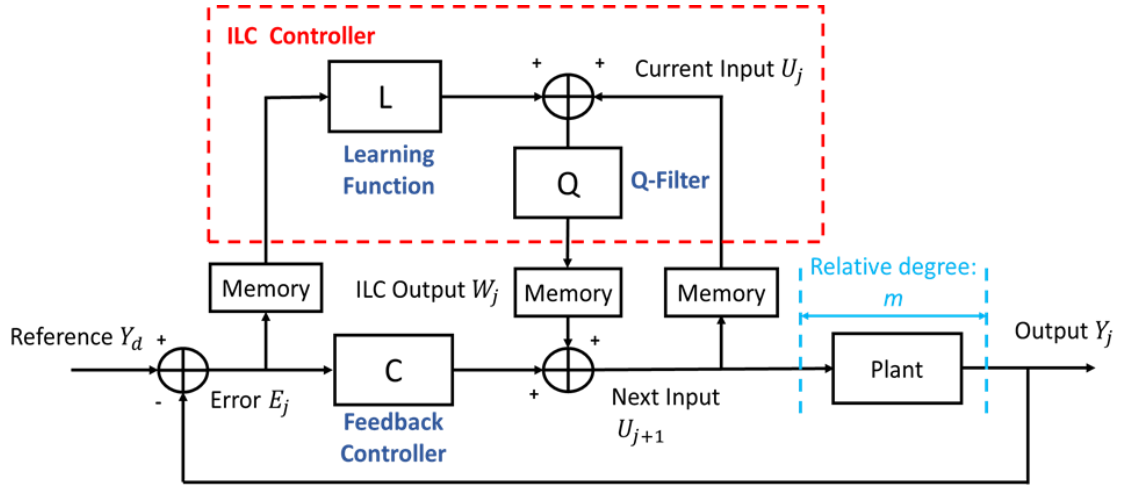 ILC Controller
+ +
Current Input U_j
L
Learning
Function
Q
Q-Filter
Memory
ILC Output W_j
Memory
Memory
Relative degree:
m
Reference Y_d
+
-
Error E_j
C
Feedback
Controller
+
+
Next Input
U_{j+1}
Plant
Output Y_j